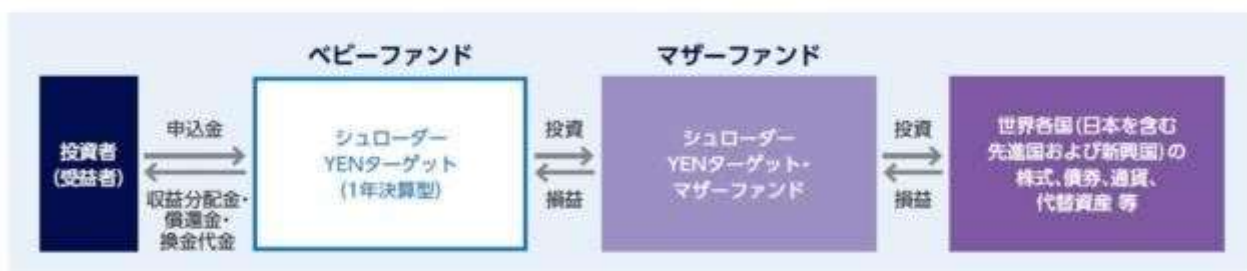 ベビーファンド
マザーファンド
投資者
(受益者)
申込金
収益分配金・
償還金・
換金代金
シュローダー
YENターゲット
(1年決算型)
投資
損益
シュローダー
YENターゲット・
マザーファンド
投資
損益
世界各国(日本を含む
先進国および新興国)の
株式、債券、通貨、
代替資産 等